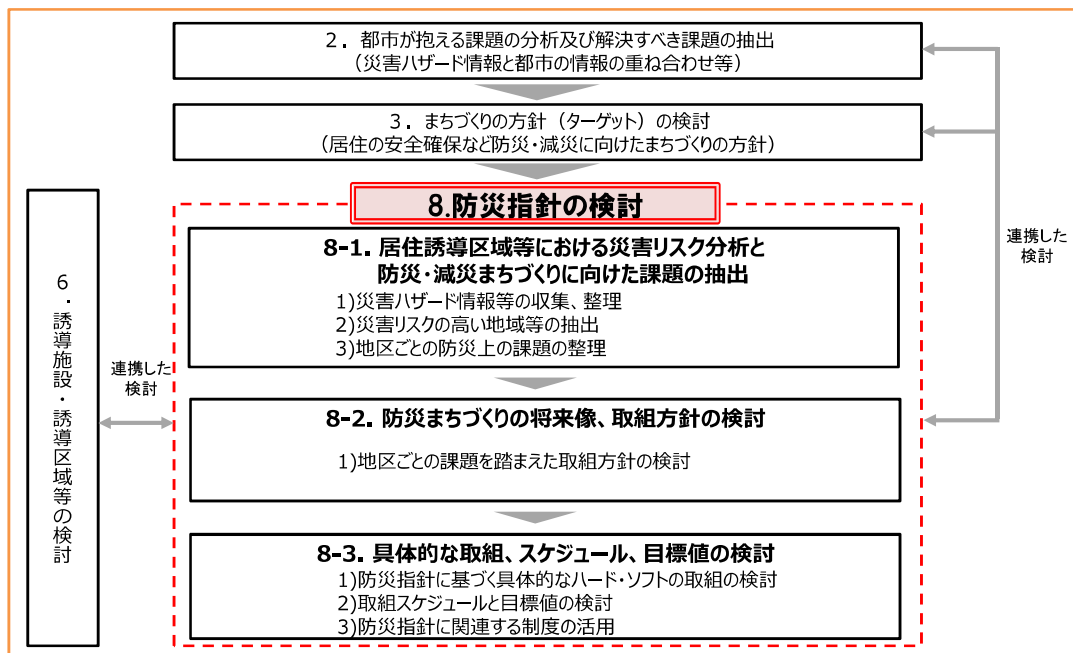 2．都市が抱える課題の分析及び解決すべき課題の抽出
（災害ハザード情報と都市の情報の重ね合わせ等）
3．まちづくりの方針（ターゲット）の検討
（居住の安全確保など防災・減災に向けたまちづくりの方針）
8.防災指針の検討
8-1. 居住誘導区域等における災害リスク分析と
防災・減災まちづくりに向けた課題の抽出
1)災害ハザード情報等の収集、整理
2)災害リスクの高い地域等の抽出
3)地区ごとの防災上の課題の整理
連携した
検討
6．誘導施設・誘導区域等の検討
連携した
検討
8-2. 防災まちづくりの将来像、取組方針の検討
1)地区ごとの課題を踏まえた取組方針の検討
8-3. 具体的な取組、スケジュール、目標値の検討
1)防災指針に基づく具体的なハード・ソフトの取組の検討
2)取組スケジュールと目標値の検討
3)防災指針に関連する制度の活用